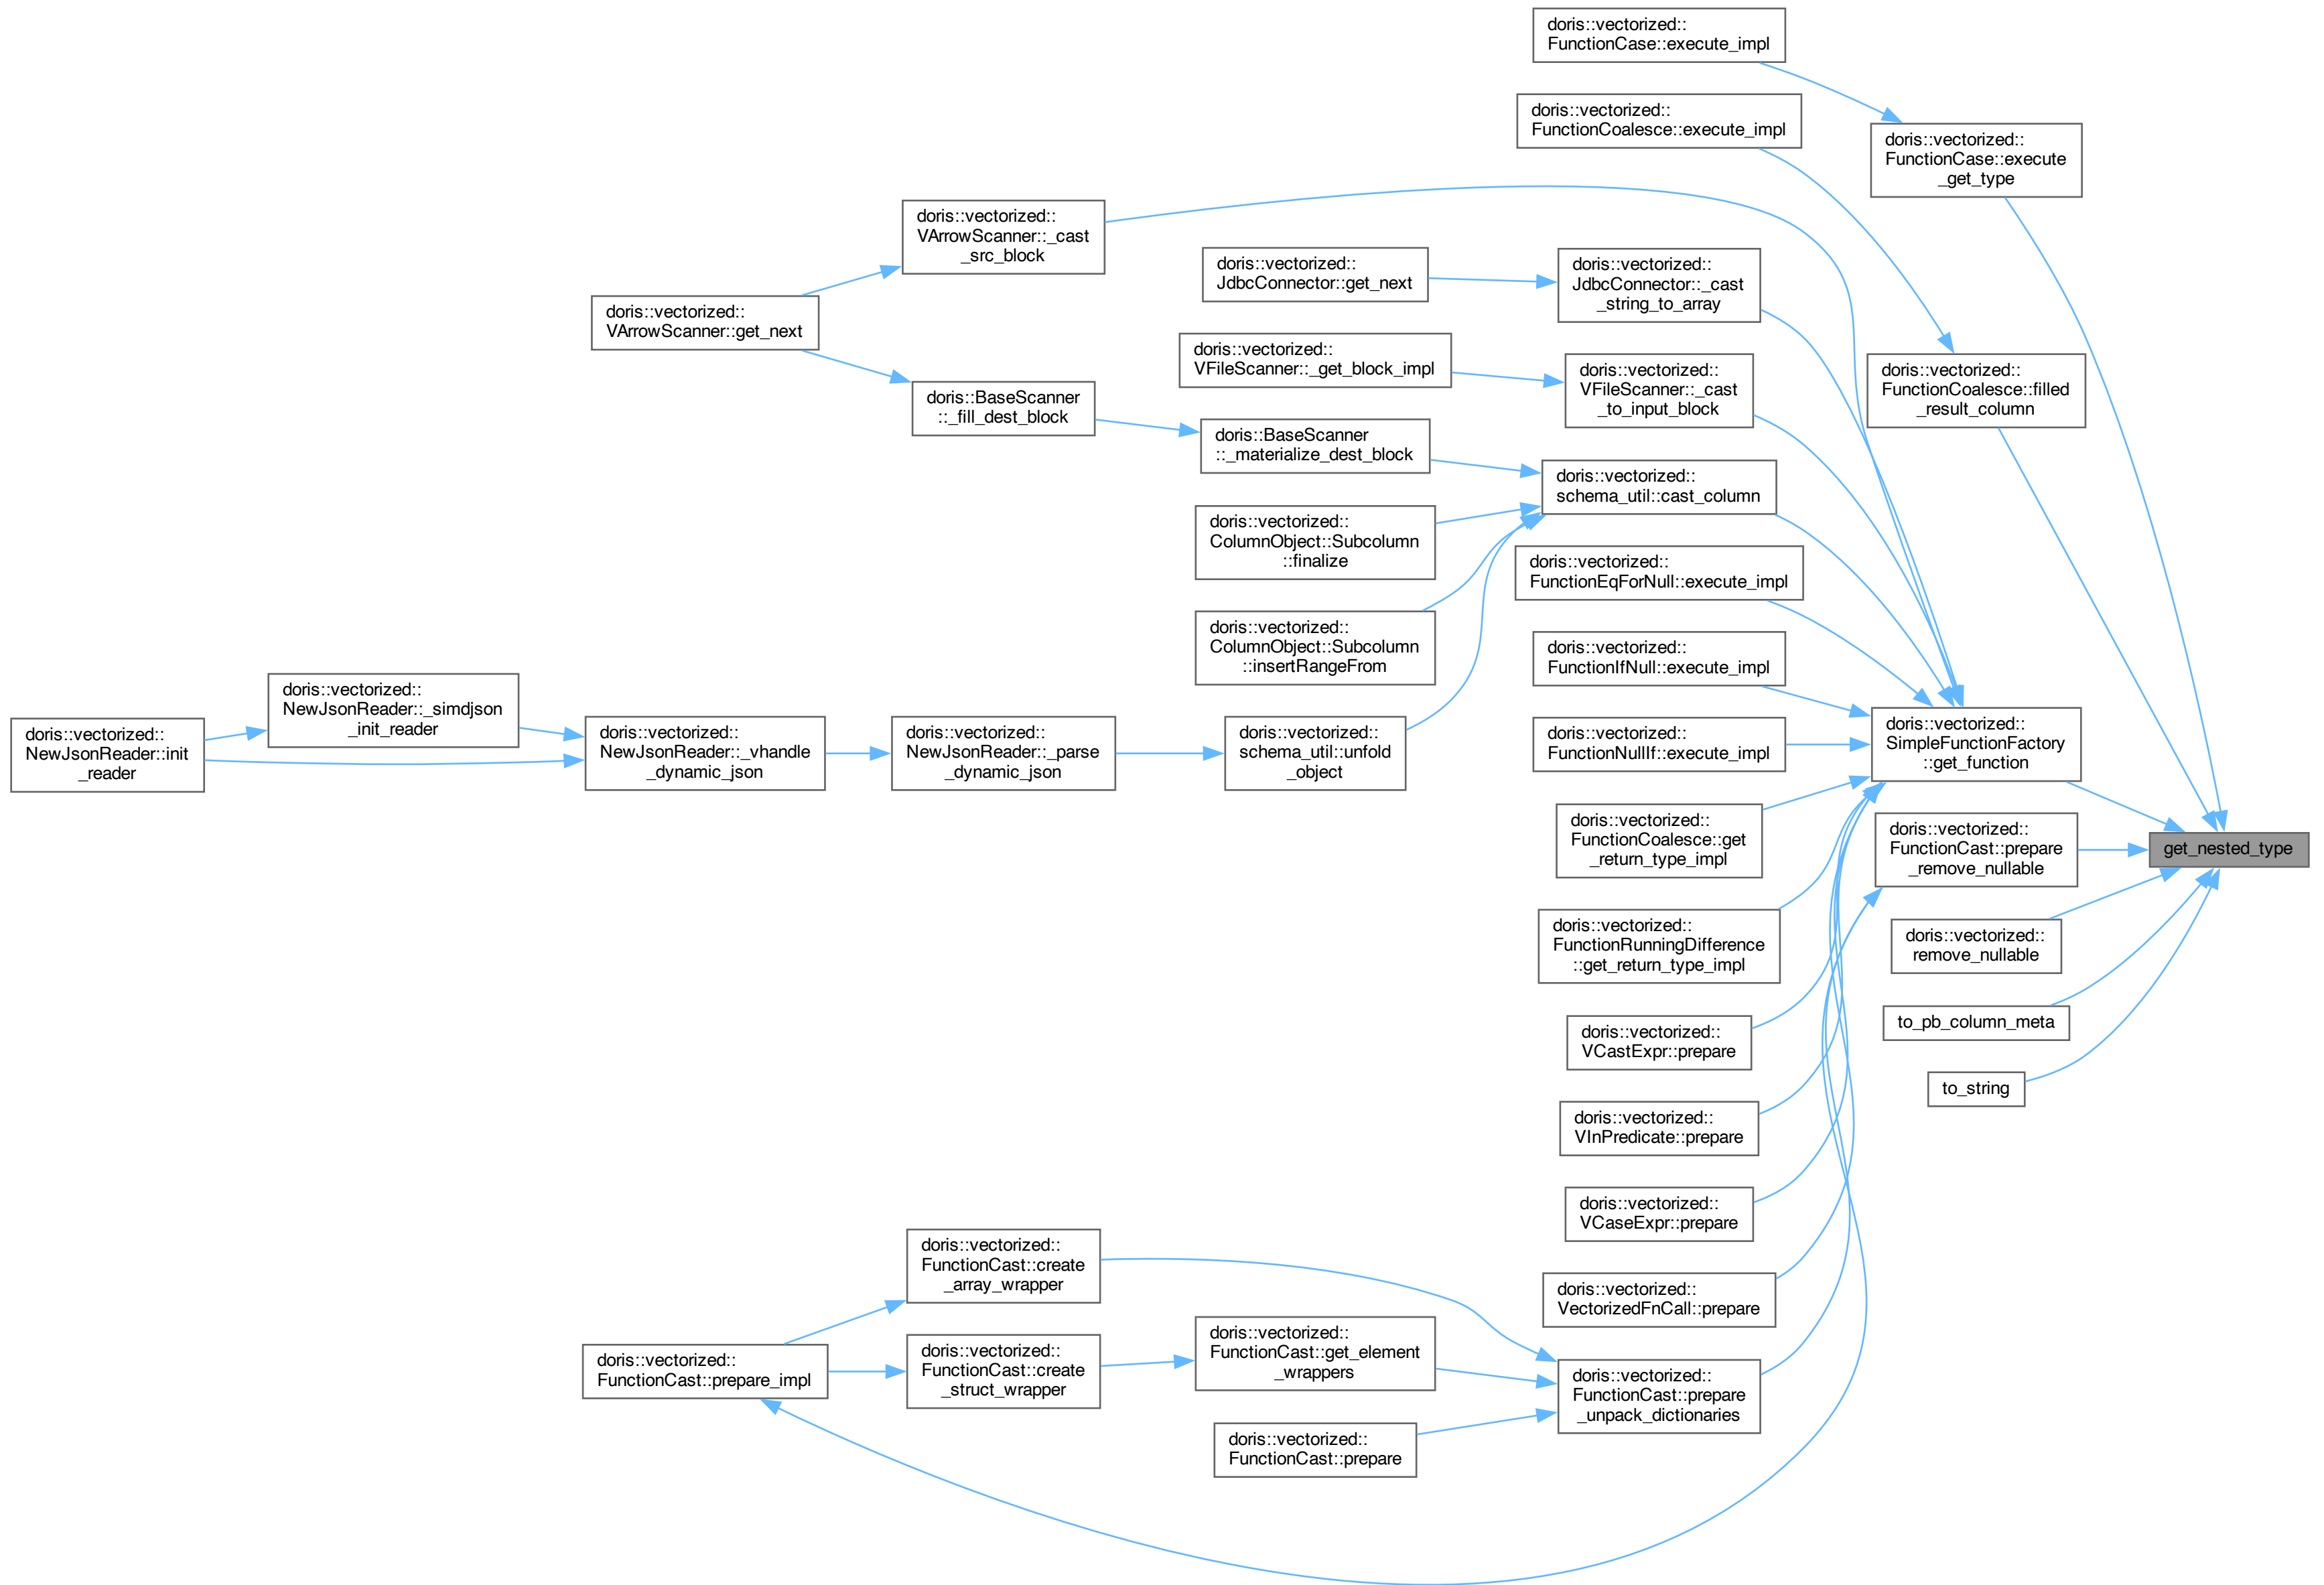 doris::vectorized::
FunctionCase::execute_impl
doris::vectorized::
FunctionCoalesce::execute_impl
doris::vectorized::
FunctionCase::execute
_get_type
doris::vectorized::
VArrowScanner::_cast
_src_block
doris::vectorized::
JdbcConnector::get_next
doris::vectorized::
JdbcConnector::_cast
_string_to_array
doris::vectorized::
VArrowScanner::get_next
doris::vectorized::
VFileScanner::_get_block_impl
doris::vectorized::
VFileScanner::_cast
_to_input_block
doris::vectorized::
FunctionCoalesce::filled
_result_column
doris::BaseScanner
::_fill_dest_block
doris::BaseScanner
::_materialize_dest_block
doris::vectorized::
schema_util::cast_column
doris::vectorized::
ColumnObject::Subcolumn
::finalize
doris::vectorized::
FunctionEqForNull::execute_impl
doris::vectorized::
ColumnObject::Subcolumn
::insertRangeFrom
doris::vectorized::
FunctionIfNull::execute_impl
doris::vectorized::
NewJsonReader::init
_reader
doris::vectorized::
NewJsonReader::_simdjson
_init_reader
doris::vectorized::
NewJsonReader::_vhandle
_dynamic_json
doris::vectorized::
NewJsonReader::_parse
_dynamic_json
doris::vectorized::
schema_util::unfold
_object
doris::vectorized::
FunctionNullIf::execute_impl
doris::vectorized::
SimpleFunctionFactory
::get_function
doris::vectorized::
FunctionCoalesce::get
_return_type_impl
doris::vectorized::
FunctionCast::prepare
_remove_nullable
get_nested_type
doris::vectorized::
FunctionRunningDifference
::get_return_type_impl
doris::vectorized::
remove_nullable
doris::vectorized::
VCastExpr::prepare
to_pb_column_meta
doris::vectorized::
VInPredicate::prepare
to_string
doris::vectorized::
VCaseExpr::prepare
doris::vectorized::
VectorizedFnCall::prepare
doris::vectorized::
FunctionCast::create
_array_wrapper
doris::vectorized::
FunctionCast::prepare_impl
doris::vectorized::
FunctionCast::create
_struct_wrapper
doris::vectorized::
FunctionCast::get_element
_wrappers
doris::vectorized::
FunctionCast::prepare
_unpack_dictionaries
doris::vectorized::
FunctionCast::prepare